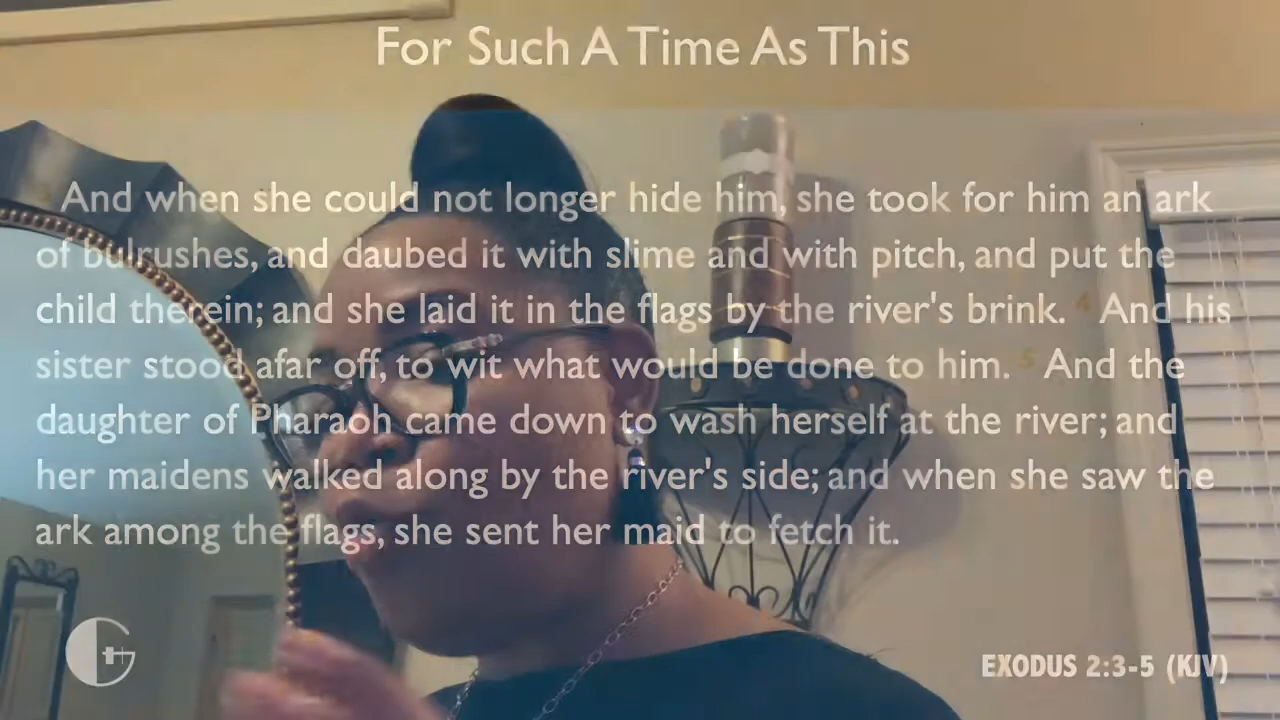 For Such A Time As This
And when she could not longer hide him, she took for him an ark
of bulrushes, and daubed it with slime and with pitch, and put the
child therein; and she laid it in the flags by the river's brink. 4 And his
sister stood afar off, to wit what would be done to him. 5 And the
daughter of Pharaoh came down to wash herself at the river; and
her maidens walked along by the river's side; and when she saw the
ark among the flags, she sent her maid to fetch it.
EXODUS 2:3-5 (KJV)